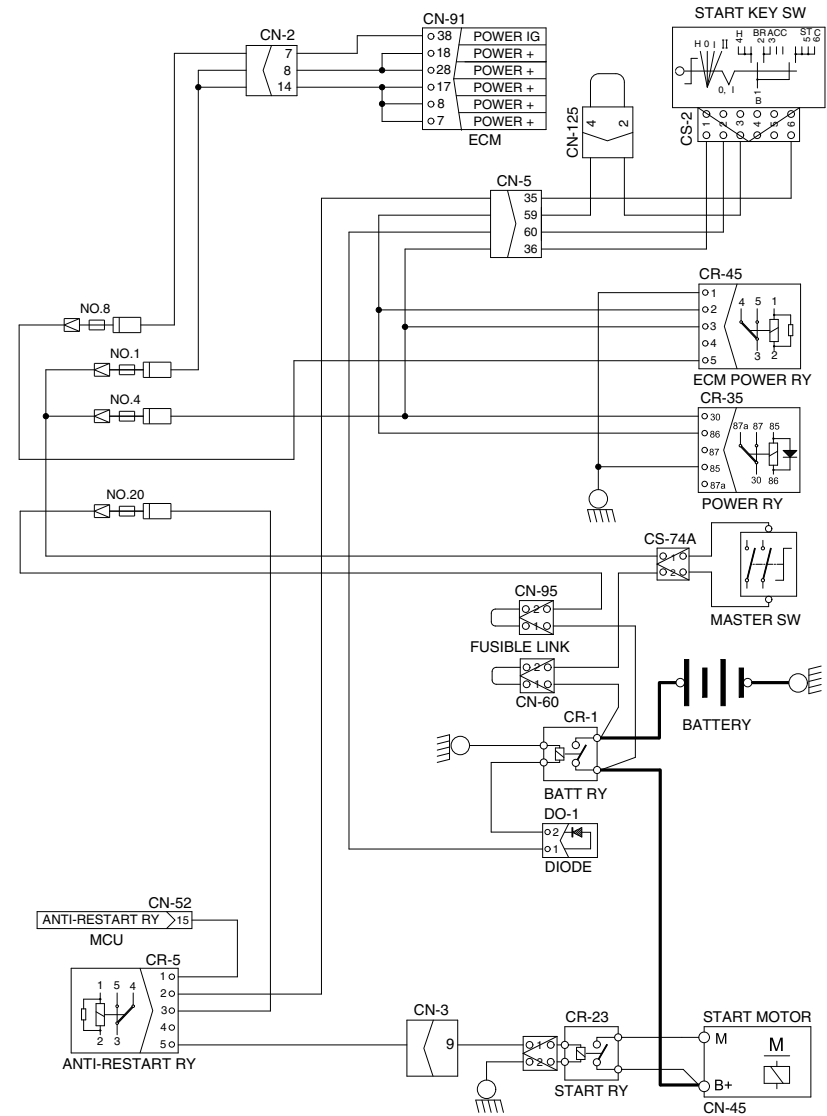 CN-91
CN-2
7
8
14
38 POWER IG
18 POWER +
28 POWER +
17 POWER +
8 POWER +
7 POWER +
ECM
START KEY SW
H 0 I II
0, I
H BR ACC ST C
4 2 3 5 6
1
B
CS-2
1 2 3 4 5 6
CN-125
4 2
CN-5
35
59
60
36
CR-45
1
2
3
4
5
4 5 1
3 2
ECM POWER RY
NO.8
NO.1
NO.4
CR-35
30
86
87
85
87a
87a 87 85
30 86
POWER RY
NO.20
CS-74A
1
2
MASTER SW
CN-95
2
1
FUSIBLE LINK
2
1
CN-60
BATTERY
CR-1
BATT RY
DO-1
2
1
DIODE
CN-52
ANTI-RESTART RY 15
MCU
CR-5
1
2
3
4
5
1 5 4
2 3
ANTI-RESTART RY
CN-3
9
CR-23
1
2
START RY
START MOTOR
M
M
B+
CN-45